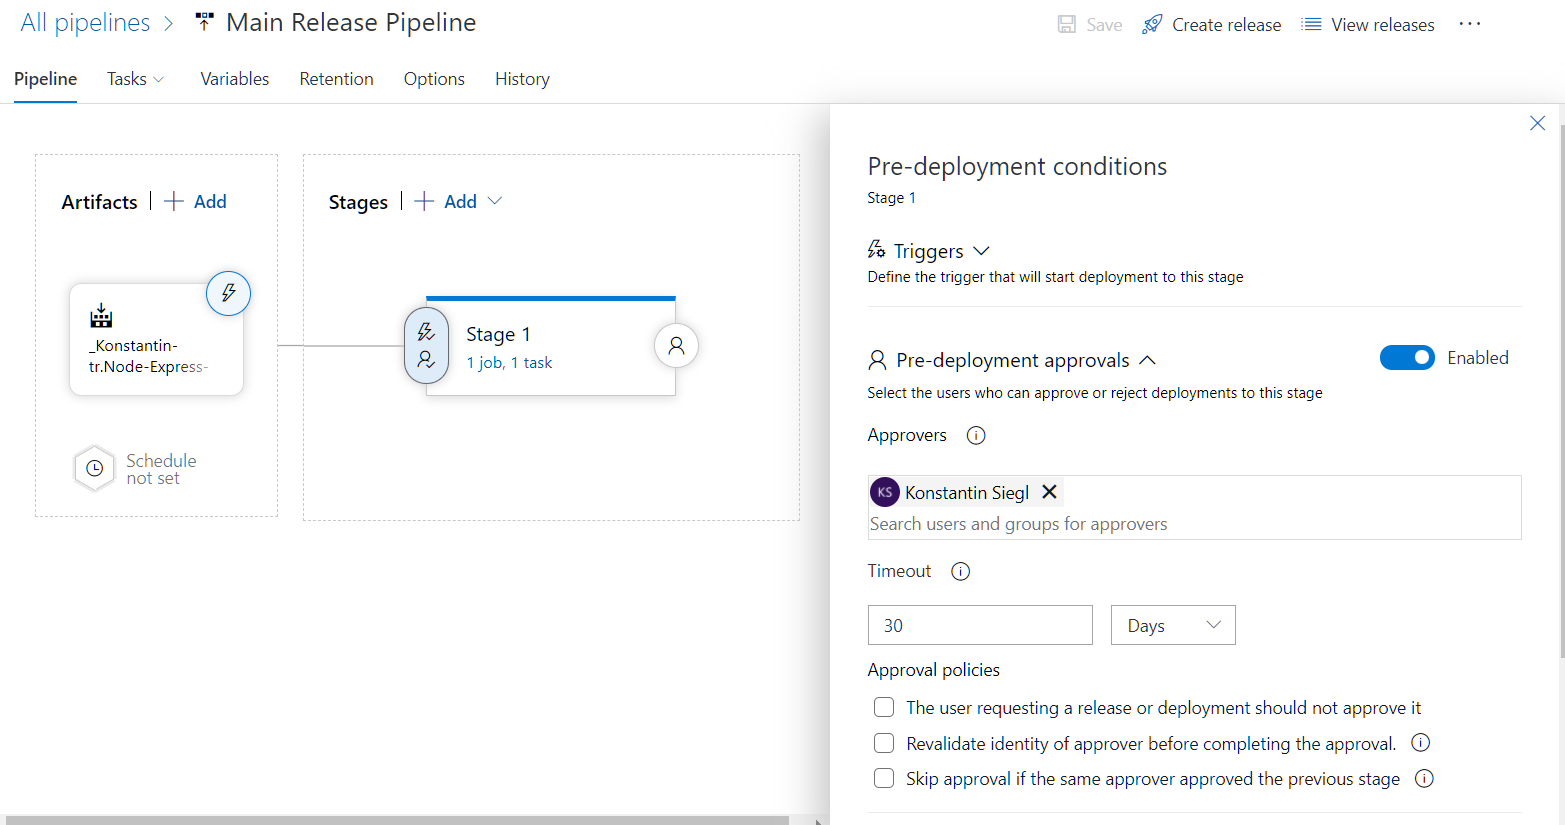 All pipelines > Main Release Pipeline
Save Create release View releases ...
Pipeline Tasks Variables Retention Options History
Artifacts | + Add
Stages | + Add
_Konstantin-
tr.Node-Express-
Schedule
not set
Stage 1
1 job, 1 task
Pre-deployment conditions
Stage 1
Triggers
Define the trigger that will start deployment to this stage
Pre-deployment approvals
Enabled
Select the users who can approve or reject deployments to this stage
Approvers
KS Konstantin Siegl
Search users and groups for approvers
Timeout
30 Days
Approval policies
The user requesting a release or deployment should not approve it
Revalidate identity of approver before completing the approval.
Skip approval if the same approver approved the previous stage